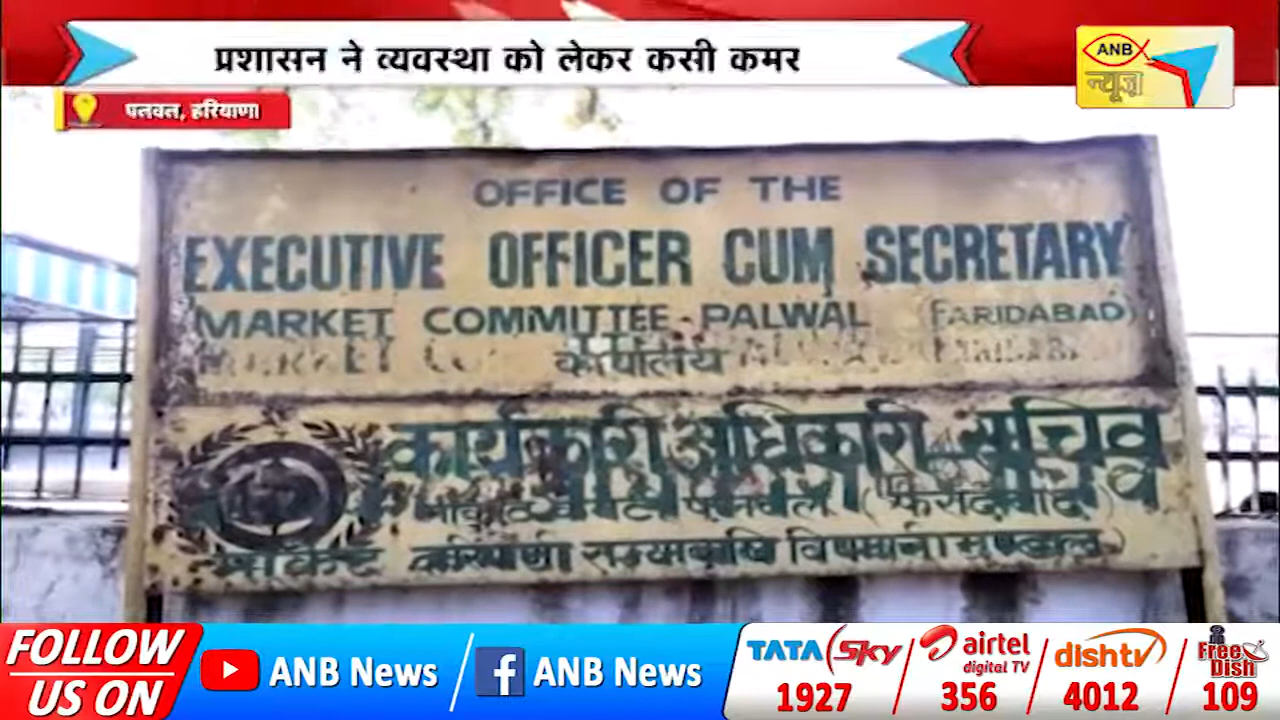 प्रशासन ने व्यवस्था को लेकर कसी कमर
ANB
न्यूज़
पलवल, हरियाणा
OFFICE OF THE
EXECUTIVE OFFICER CUM SECRETARY
MARKET COMMITTEE-PALWAL (FARIDABAD)
कार्यालय
कार्यकारी अधिकारी सचिव
पलवल (फरीदाबाद)
FOLLOW US ON
ANB News
ANB News
TATA Sky 1927
airtel digital TV 356
dishtv 4012
Free Dish 109